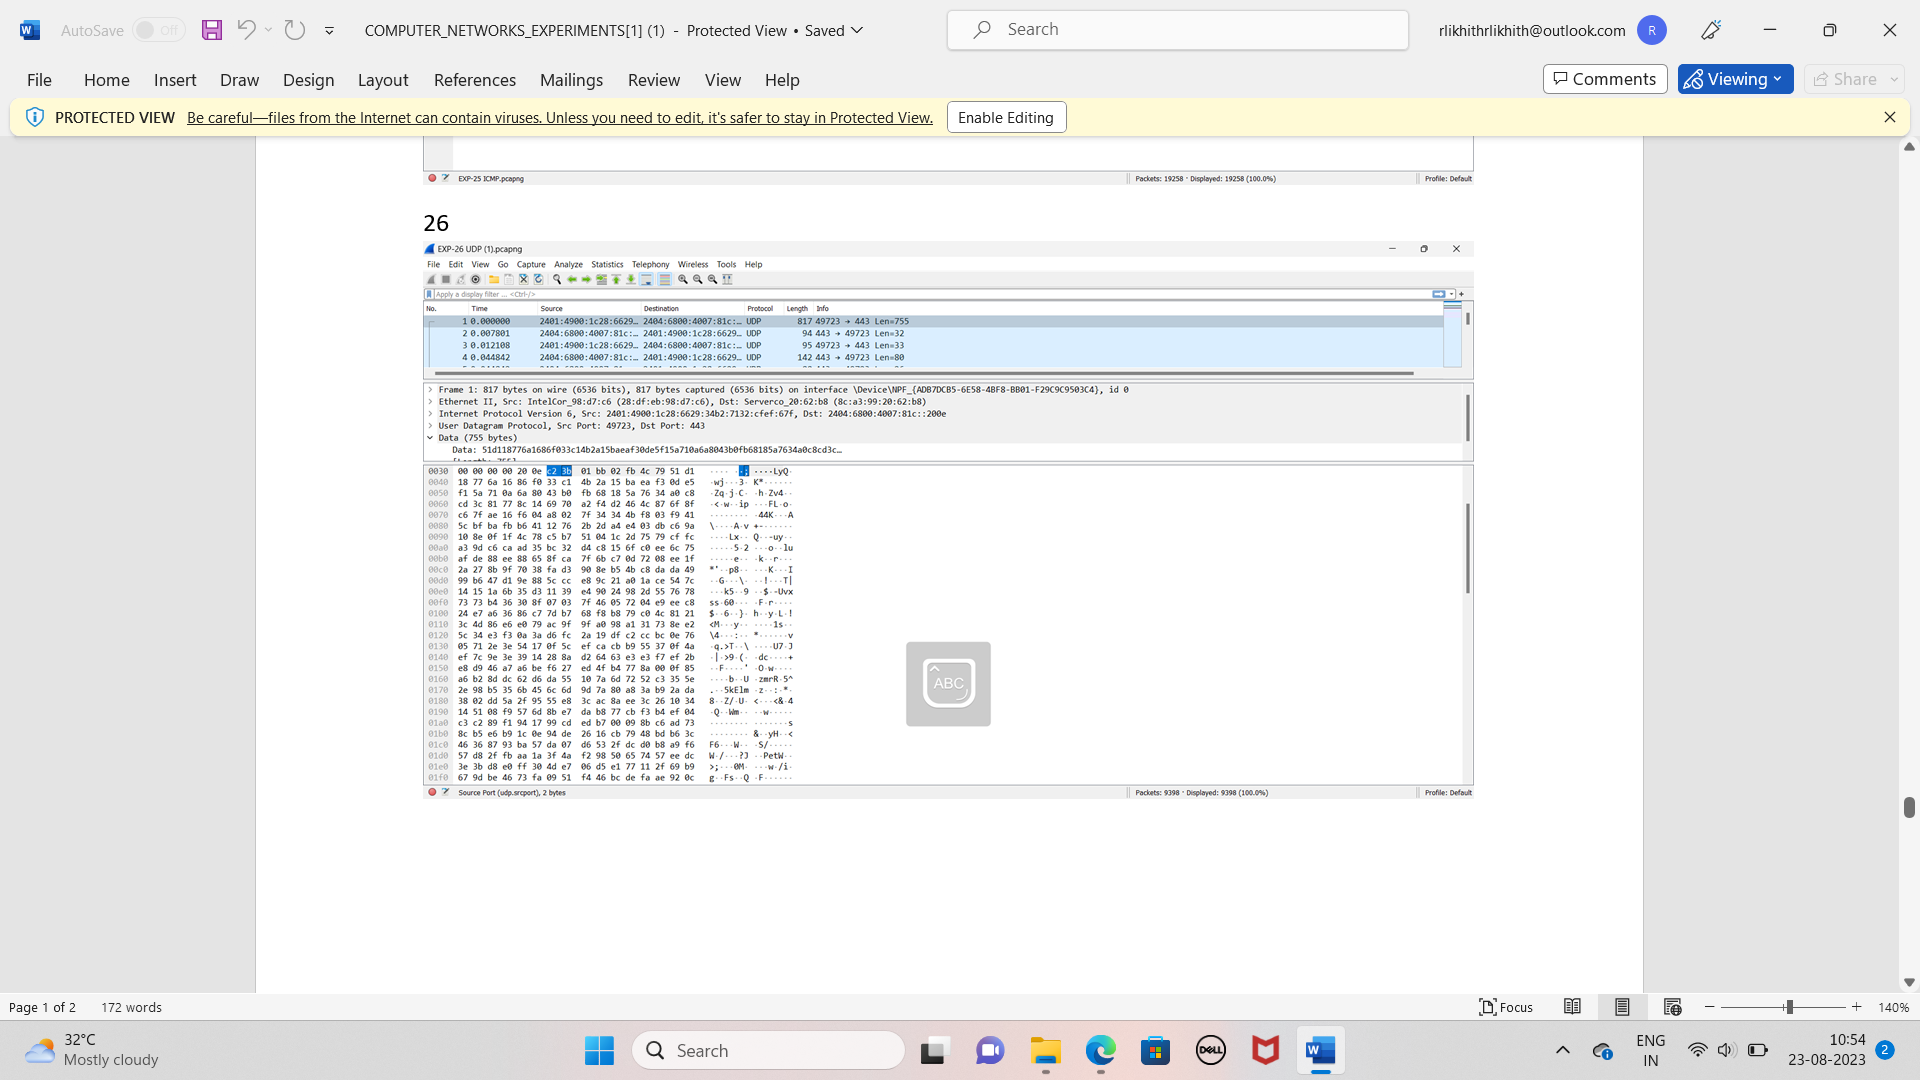 AutoSave Off COMPUTER_NETWORKS_EXPERIMENTS[1] (1) - Protected View • Saved Search rlikhithrlikhith@outlook.com R
File Home Insert Draw Design Layout References Mailings Review View Help Comments Viewing Share
PROTECTED VIEW Be careful—files from the Internet can contain viruses. Unless you need to edit, it's safer to stay in Protected View. Enable Editing
EXP-25 ICMP.pcapng Packets: 19258 · Displayed: 19258 (100.0%) Profile: Default
26
EXP-26 UDP (1).pcapng
File Edit View Go Capture Analyze Statistics Telephony Wireless Tools Help
Apply a display filter ... <Ctrl-/>
No. Time Source Destination Protocol Length Info
1 0.000000 2401:4900:1c28:6629… 2404:6800:4007:81c:… UDP 817 49723 → 443 Len=755
2 0.007801 2404:6800:4007:81c:… 2401:4900:1c28:6629… UDP 94 443 → 49723 Len=32
3 0.012108 2401:4900:1c28:6629… 2404:6800:4007:81c:… UDP 95 49723 → 443 Len=33
4 0.044842 2404:6800:4007:81c:… 2401:4900:1c28:6629… UDP 142 443 → 49723 Len=80
Frame 1: 817 bytes on wire (6536 bits), 817 bytes captured (6536 bits) on interface \Device\NPF_{ADB7DCB5-6E58-4BF8-BB01-F29C9C9503C4}, id 0
Ethernet II, Src: IntelCor_98:d7:c6 (28:df:eb:98:d7:c6), Dst: Serverco_20:62:b8 (8c:a3:99:20:62:b8)
Internet Protocol Version 6, Src: 2401:4900:1c28:6629:34b2:7132:cfef:67f, Dst: 2404:6800:4007:81c::200e
User Datagram Protocol, Src Port: 49723, Dst Port: 443
Data (755 bytes)
Data: 51d118776a1686f033c14b2a15baeaf30de5f15a710a6a8043b0fb68185a7634a0c8cd3c…
0030 00 00 00 00 20 0e c2 3b 01 bb 02 fb 4c 79 51 d1
0040 18 77 6a 16 86 f0 33 c1 4b 2a 15 ba ea f3 0d e5
0050 f1 5a 71 0a 6a 80 43 b0 fb 68 18 5a 76 34 a0 c8
0060 cd 3c 81 77 8c 14 69 70 a2 f4 d2 46 4c 87 6f 8f
0070 c6 7f ae 16 f6 04 a8 02 7f 34 34 4b f8 03 f9 41
0080 5c bf ba fb b6 41 12 76 2b 2d a4 e4 03 db c6 9a
0090 10 8e 0f 1f 4c 78 c5 b7 51 04 1c 2d 75 79 cf fc
00a0 a3 9d c6 ca ad 35 bc 32 d4 c8 15 6f c0 ee 6c 75
00b0 af de 88 ee 88 65 8f ca 7f 6b c7 0d 72 08 ee 1f
00c0 2a 27 8b 9f 70 38 fa d3 90 8e b5 4b c8 da da 49
00d0 99 b6 47 d1 9e 88 5c cc e8 9c 21 a0 1a ce 54 7c
00e0 14 15 1a 6b 35 d3 11 39 e4 90 24 98 2d 55 76 78
00f0 73 73 b4 36 30 8f 07 03 7f 46 05 72 04 e9 ee c8
0100 24 e7 a6 36 86 c7 7d b7 68 f8 b8 79 c0 4c 81 21
0110 3c 4d 86 e6 e0 79 ac 9f 9f a0 98 a1 31 73 8e e2
0120 5c 34 e3 f3 0a 3a d6 fc 2a 19 df c2 cc bc 0e 76
0130 05 71 2e 3e 54 17 0f 5c ef ca cb b9 55 37 0f 4a
0140 ef 7c 9e 3e 39 14 28 8a d2 64 63 e3 e3 f7 ef 2b
0150 e8 d9 46 a7 a6 be f6 27 ed 4f b4 77 8a 00 0f 85
0160 a6 b2 8d dc 62 d6 da 55 10 7a 6d 72 52 c3 35 5e
0170 2e 98 b5 35 6b 45 6c 6d 9d 7a 80 a8 3a b9 2a da
0180 38 02 dd 5a 2f 95 55 e8 3c ac 8a ee 3c 26 10 34
0190 14 51 08 f9 57 6d 8b e7 da b8 77 cb f3 b4 ef 04
01a0 c3 c2 89 f1 94 17 99 cd ed b7 00 09 8b c6 ad 73
01b0 8c b5 e6 b9 1c 0e 94 de 26 16 cb 79 48 bd b6 3c
01c0 46 36 87 93 ba 57 da 07 d6 53 2f dc d0 b8 a9 f6
01d0 57 d8 2f fb aa 1a 3f 4a f2 98 50 65 74 57 ee dc
01e0 3e 3b d8 e0 ff 30 4d e7 06 d5 e1 77 11 2f 69 b9
01f0 67 9d be 46 73 fa 09 51 f4 46 bc de fa ae 92 0c
ABC
Source Port (udp.srcport), 2 bytes Packets: 9398 · Displayed: 9398 (100.0%) Profile: Default
Page 1 of 2 172 words Focus 140%
32°C
Mostly cloudy
Search
DELL
ENG
IN
10:54
23-08-2023
2